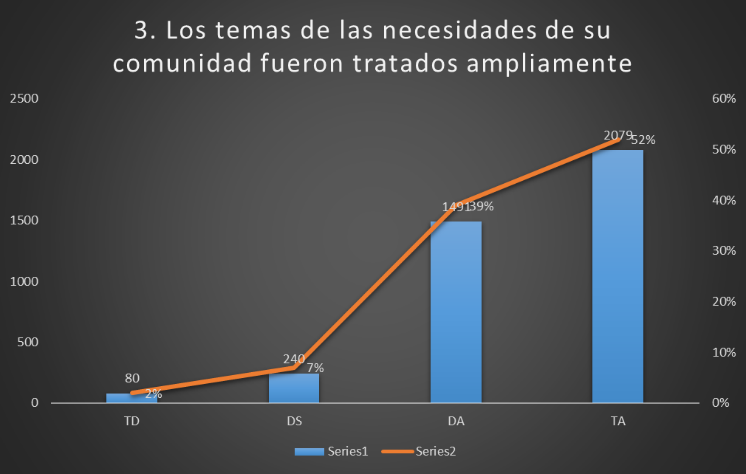 3. Los temas de las necesidades de su
comunidad fueron tratados ampliamente
2500
2000
1500
1000
500
0
60%
50%
40%
30%
20%
10%
0%
80
2%
240
7%
1491
39%
2079
52%
TD
DS
DA
TA
Series1
Series2